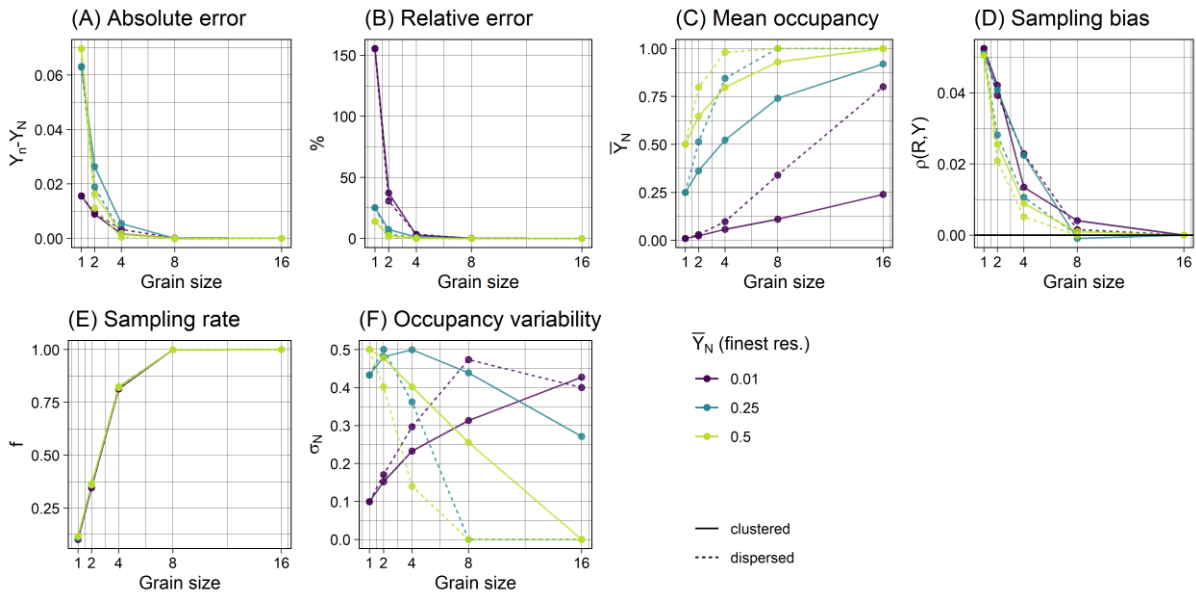 (A) Absolute error
Yn-YN
0.06
0.04
0.02
0.00
1 2 4 8 16
Grain size
(B) Relative error
%
150
100
50
0
1 2 4 8 16
Grain size
(C) Mean occupancy
Y̅N
1.00
0.75
0.50
0.25
0.00
1 2 4 8 16
Grain size
(D) Sampling bias
ρ(R,Y)
0.04
0.02
0.00
1 2 4 8 16
Grain size
(E) Sampling rate
f
1.00
0.75
0.50
0.25
1 2 4 8 16
Grain size
(F) Occupancy variability
σN
0.5
0.4
0.3
0.2
0.1
0.0
1 2 4 8 16
Grain size
Y̅N (finest res.)
0.01
0.25
0.5
clustered
dispersed